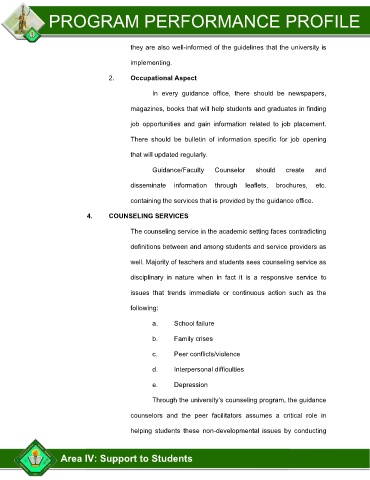 PROGRAM PERFORMANCE PROFILE
they are also well-informed of the guidelines that the university is
implementing.
2. Occupational Aspect
In every guidance office, there should be newspapers,
magazines, books that will help students and graduates in finding
job opportunities and gain information related to job placement.
There should be bulletin of information specific for job opening
that will updated regularly.
Guidance/Faculty Counselor should create and
disseminate information through leaflets, brochures, etc.
containing the services that is provided by the guidance office.
4. COUNSELING SERVICES
The counseling service in the academic setting faces contradicting
definitions between and among students and service providers as
well. Majority of teachers and students sees counseling service as
disciplinary in nature when in fact it is a responsive service to
issues that trends immediate or continuous action such as the
following:
a. School failure
b. Family crises
c. Peer conflicts/violence
d. Interpersonal difficulties
e. Depression
Through the university's counseling program, the guidance
counselors and the peer facilitators assumes a critical role in
helping students these non-developmental issues by conducting
Area IV: Support to Students